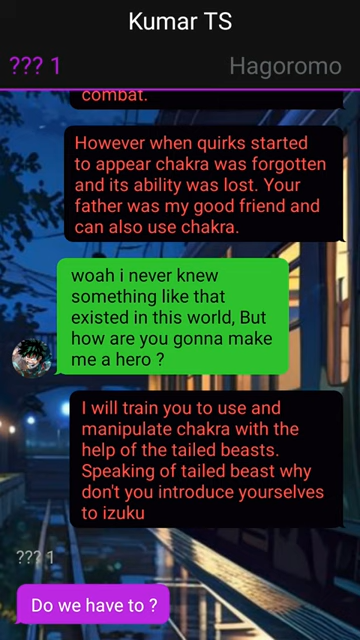 Kumar TS
??? 1
Hagoromo
combat.
However when quirks started
to appear chakra was forgotten
and its ability was lost. Your
father was my good friend and
can also use chakra.
woah i never knew
something like that
existed in this world, But
how are you gonna make
me a hero ?
I will train you to use and
manipulate chakra with the
help of the tailed beasts.
Speaking of tailed beast why
don't you introduce yourselves
to izuku
??? 1
Do we have to ?